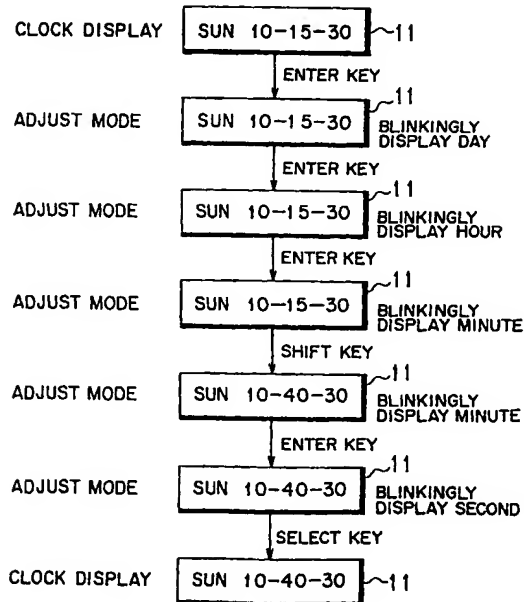 CLOCK DISPLAY SUN 10-15-30 11
ENTER KEY
11
ADJUST MODE SUN 10-15-30 BLINKINGLY
DISPLAY DAY
ENTER KEY
11
ADJUST MODE SUN 10-15-30 BLINKINGLY
DISPLAY HOUR
ENTER KEY
11
ADJUST MODE SUN 10-15-30 BLINKINGLY
DISPLAY MINUTE
SHIFT KEY
11
ADJUST MODE SUN 10-40-30 BLINKINGLY
DISPLAY MINUTE
ENTER KEY
11
ADJUST MODE SUN 10-40-30 BLINKINGLY
DISPLAY SECOND
SELECT KEY
CLOCK DISPLAY SUN 10-40-30 11